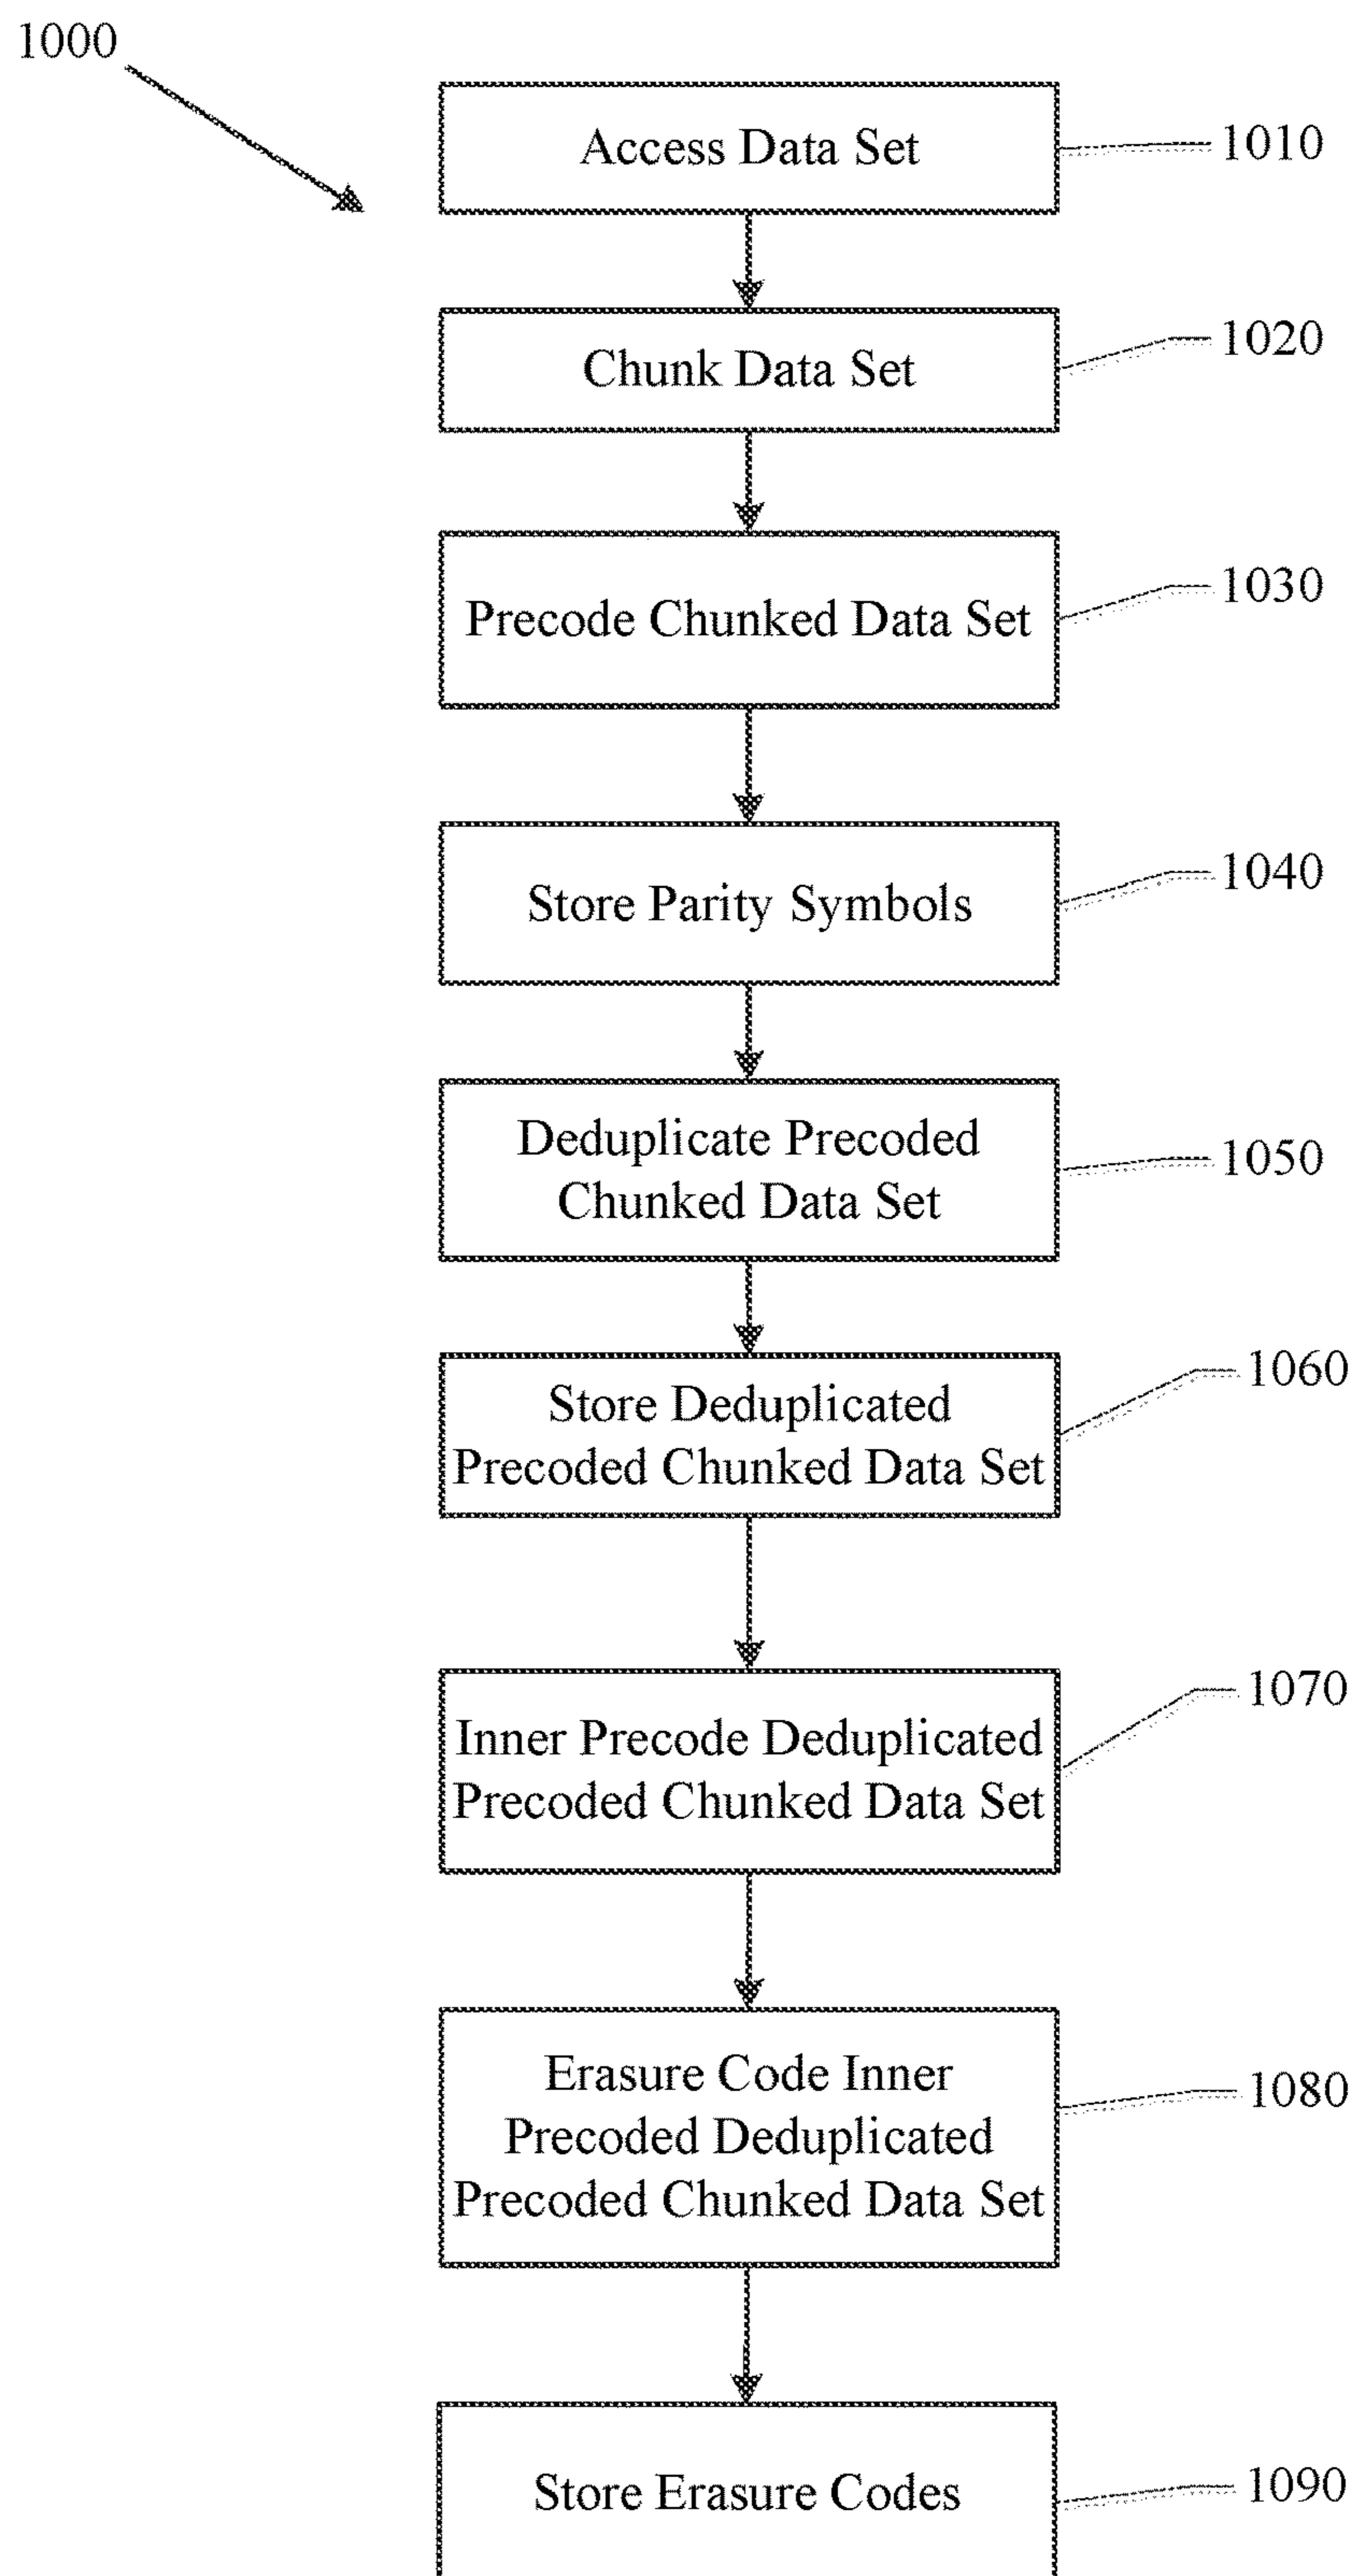 1000
Access Data Set
1010
Chunk Data Set
1020
Precode Chunked Data Set
1030
Store Parity Symbols
1040
Deduplicate Precoded
Chunked Data Set
1050
Store Deduplicated
Precoded Chunked Data Set
1060
Inner Precode Deduplicated
Precoded Chunked Data Set
1070
Erasure Code Inner
Precoded Deduplicated
Precoded Chunked Data Set
1080
Store Erasure Codes
1090